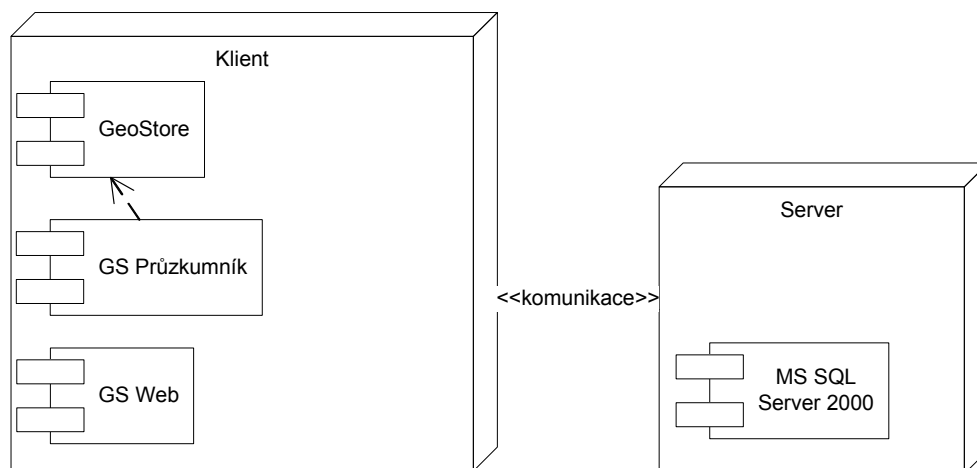 Klient
GeoStore
GS Průzkumník
GS Web
<<komunikace>>
Server
MS SQL
Server 2000